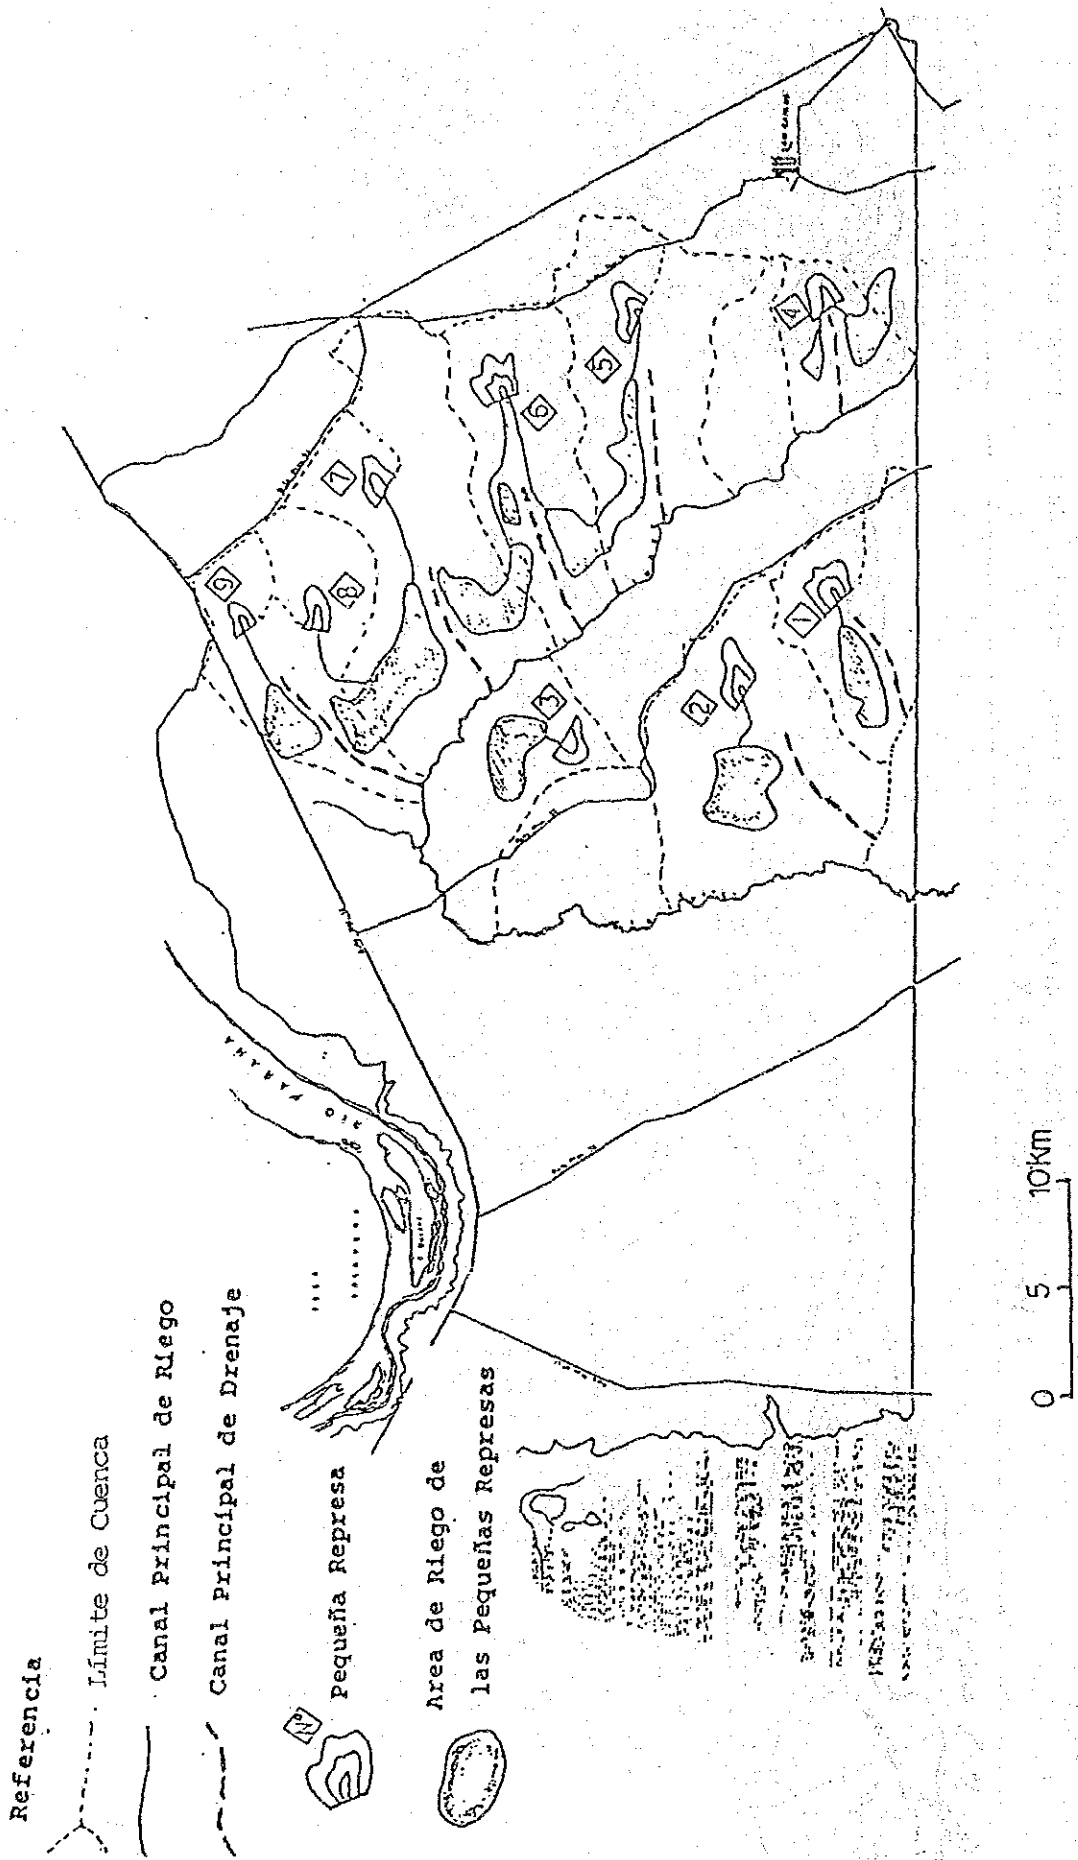 Referencia
Límite de Cuenca
Canal Principal de Riego
Canal Principal de Drenaje
Nº
Pequeña Represa
Area de Riego de
las Pequeñas Represas
RIO PARANA
9
8
7
6
5
4
3
2
1
0 5 10km